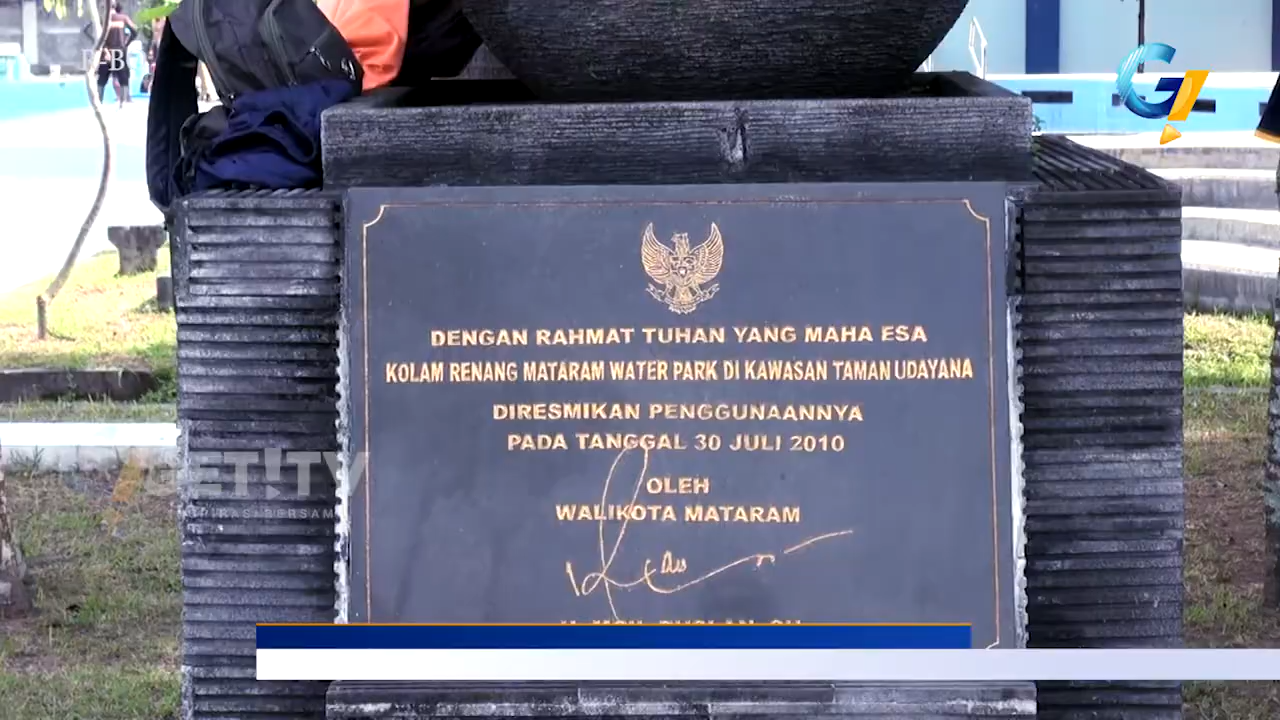 G!
DENGAN RAHMAT TUHAN YANG MAHA ESA
KOLAM RENANG MATARAM WATER PARK DI KAWASAN TAMAN UDAYANA
DIRESMIKAN PENGGUNAANNYA
PADA TANGGAL 30 JULI 2010
OLEH
WALIKOTA MATARAM
GET!TV